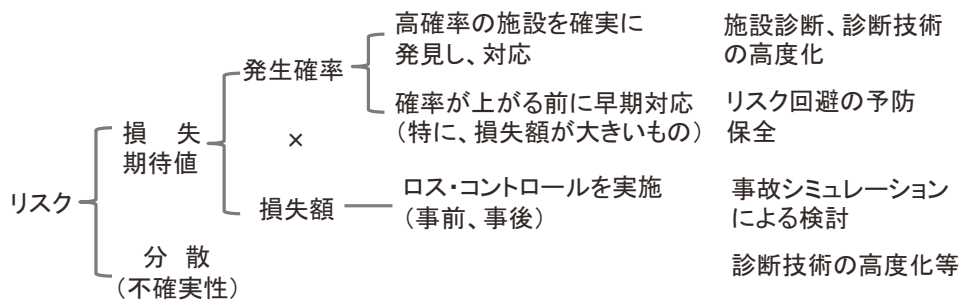 高確率の施設を確実に
発見し、対応
施設診断、診断技術
の高度化
発生確率
確率が上がる前に早期対応
(特に、損失額が大きいもの)
リスク回避の予防
保全
損 失
期待値
×
リスク
損失額
ロス・コントロールを実施
(事前、事後)
事故シミュレーション
による検討
分 散
(不確実性)
診断技術の高度化等